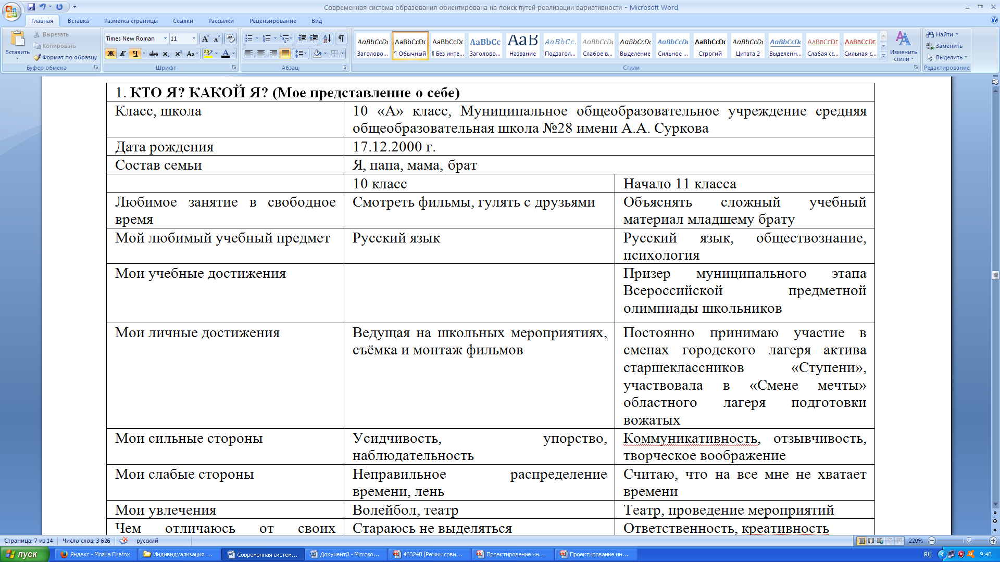 Современная система образования ориентирована на поиск путей реализации вариативности - Microsoft Word
Главная Вставка Разметка страницы Ссылки Рассылки Рецензирование Вид
Вставить
Вырезать
Копировать
Формат по образцу
Буфер обмена
Times New Roman 11
Ж К Ч abc x₂ x² Aa
Шрифт
Абзац
AaBbCcDc AaBbCcDc AaBbCcDc AaBbCc AaB AaBbCc. AaBbCcDc AaBbCcDc AaBbCcDc AaBbCcDc AaBbCcDc AaBbCcDc AABBCCDD AABBCCDD
Заголово... ¶ Обычный ¶ Без инте... Заголово... Название Подзагол... Слабое в... Выделение Сильное ... Строгий Цитата 2 Выделенн... Слабая сс... Сильная с...
Стили
Изменить
стили
Найти
Заменить
Выделить
Редактирование
1. КТО Я? КАКОЙ Я? (Мое представление о себе)
Класс, школа
10 «А» класс, Муниципальное общеобразовательное учреждение средняя
общеобразовательная школа №28 имени А.А. Суркова
Дата рождения
17.12.2000 г.
Состав семьи
Я, папа, мама, брат
10 класс
Начало 11 класса
Любимое занятие в свободное
время
Смотреть фильмы, гулять с друзьями
Объяснять сложный учебный
материал младшему брату
Мой любимый учебный предмет
Русский язык
Русский язык, обществознание,
психология
Мои учебные достижения
Призер муниципального этапа
Всероссийской предметной
олимпиады школьников
Мои личные достижения
Ведущая на школьных мероприятиях,
съёмка и монтаж фильмов
Постоянно принимаю участие в
сменах городского лагеря актива
старшеклассников «Ступени»,
участвовала в «Смене мечты»
областного лагеря подготовки
вожатых
Мои сильные стороны
Усидчивость, упорство,
наблюдательность
Коммуникативность, отзывчивость,
творческое воображение
Мои слабые стороны
Неправильное распределение
времени, лень
Считаю, что на все мне не хватает
времени
Мои увлечения
Волейбол, театр
Театр, проведение мероприятий
Чем отличаюсь от своих
Стараюсь не выделяться
Ответственность, креативность
Страница: 7 из 14 Число слов: 3 626 русский 220%
пуск Яндекс - Mozilla Firefox Индивидуализация ... Современная систем... Документ3 - Microso... 483240 [Режим совм... Проектирование ин... Проектирование ин... RU 9:48